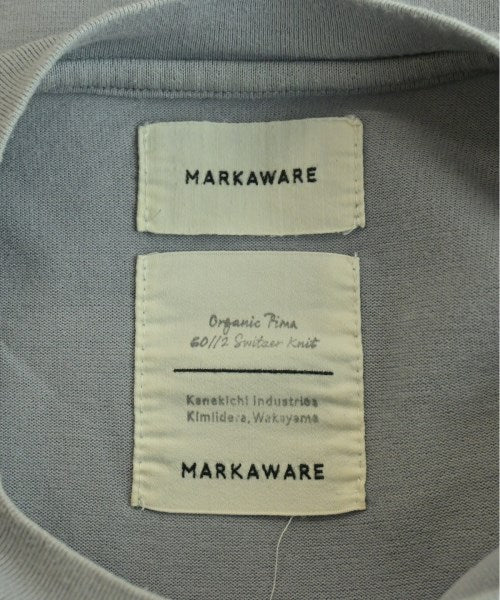 MARKAWARE
Organic Pima
60//2 Switzer Knit
Kanekichi Industries
Kimiidera, Wakayama
MARKAWARE